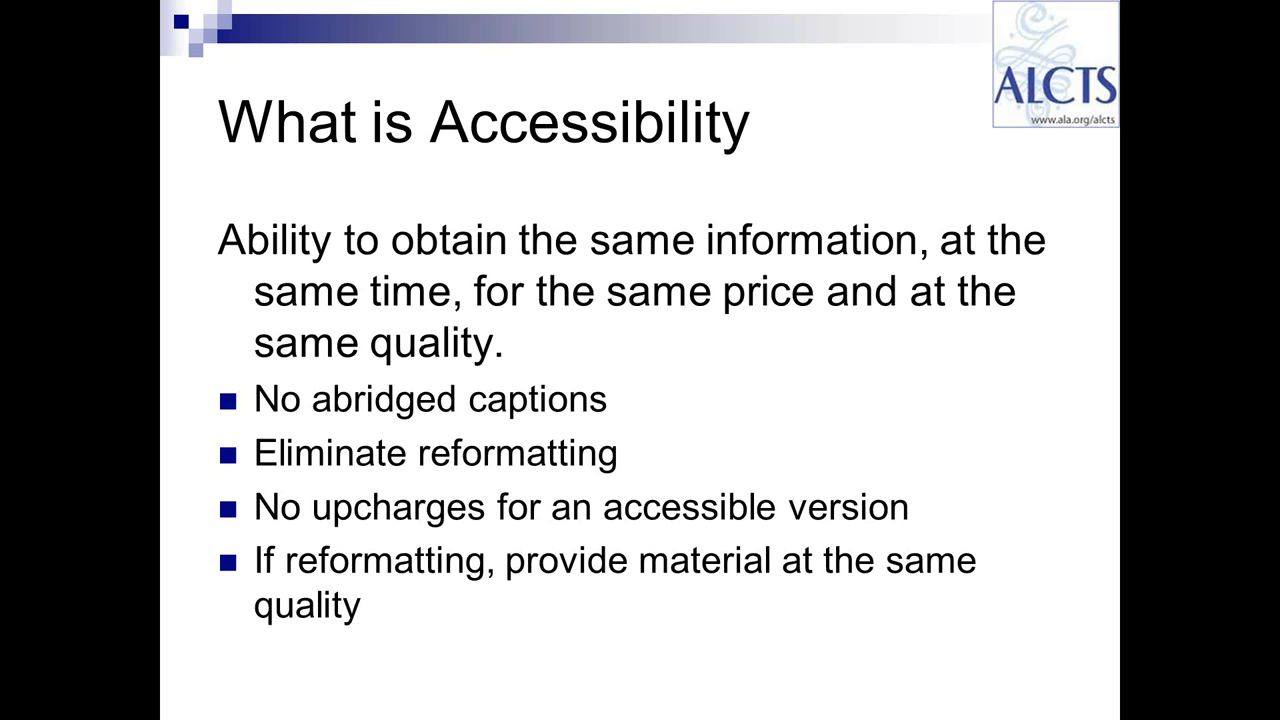 ALCTS
www.ala.org/alcts
What is Accessibility
Ability to obtain the same information, at the
same time, for the same price and at the
same quality.
No abridged captions
Eliminate reformatting
No upcharges for an accessible version
If reformatting, provide material at the same
quality